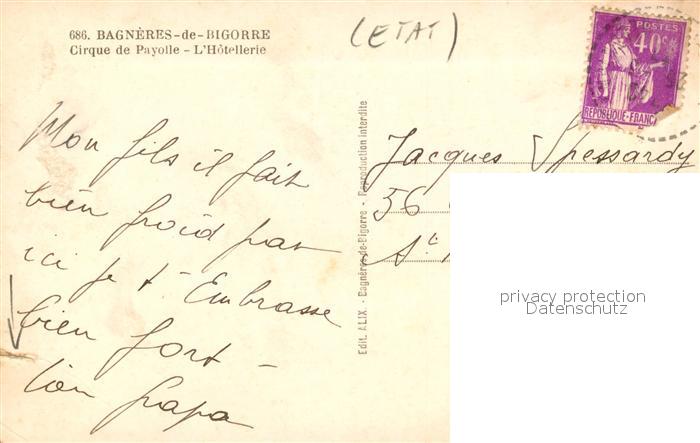 686. BAGNÈRES-de-BIGORRE
Cirque de Payolle - L'Hôtellerie
(ETAT)
POSTES
40c
REPUBLIQUE-FRANC
Mon fils il fait
bien froid par
ici je t'Embrasse
bien fort -
ton papa
Edit. ALIX. - Bagnères-de-Bigorre - Reproduction interdite
Jacques Spessardy
56
privacy protection
Datenschutz